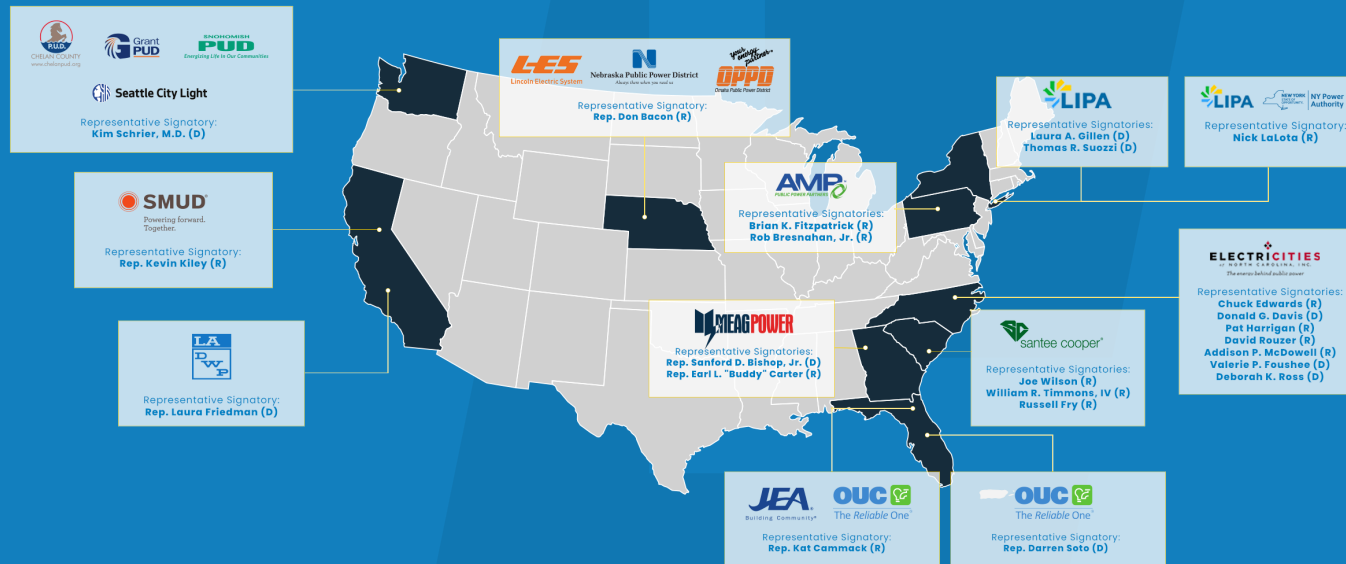 P.U.D.
CHELAN COUNTY
www.chelanpud.org
Grant
PUD
SNOHOMISH
PUD
Energizing Life in Our Communities
Seattle City Light
Representative Signatory:
Kim Schrier, M.D. (D)
LES
Lincoln Electric System
Nebraska Public Power District
Always there when you need us
your energy partner
OPPD
Omaha Public Power District
Representative Signatory:
Rep. Don Bacon (R)
LIPA
Representative Signatories:
Laura A. Gillen (D)
Thomas R. Suozzi (D)
LIPA
NEW YORK
STATE OF
OPPORTUNITY
NY Power
Authority
Representative Signatory:
Nick LaLota (R)
SMUD
Powering forward.
Together.
Representative Signatory:
Rep. Kevin Kiley (R)
AMP
PUBLIC POWER PARTNERS
Representative Signatories:
Brian K. Fitzpatrick (R)
Rob Bresnahan, Jr. (R)
ELECTRICITIES
OF NORTH CAROLINA, INC.
The energy behind public power
Representative Signatories:
Chuck Edwards (R)
Donald G. Davis (D)
Pat Harrigan (R)
David Rouzer (R)
Addison P. McDowell (R)
Valerie P. Foushee (D)
Deborah K. Ross (D)
LA
DWP
Representative Signatory:
Rep. Laura Friedman (D)
MEAG POWER
Representative Signatories:
Rep. Sanford D. Bishop, Jr. (D)
Rep. Earl L. "Buddy" Carter (R)
santee cooper®
Representative Signatories:
Joe Wilson (R)
William R. Timmons, IV (R)
Russell Fry (R)
JEA
Building Community®
OUC
The Reliable One®
Representative Signatory:
Rep. Kat Cammack (R)
OUC
The Reliable One®
Representative Signatory:
Rep. Darren Soto (D)